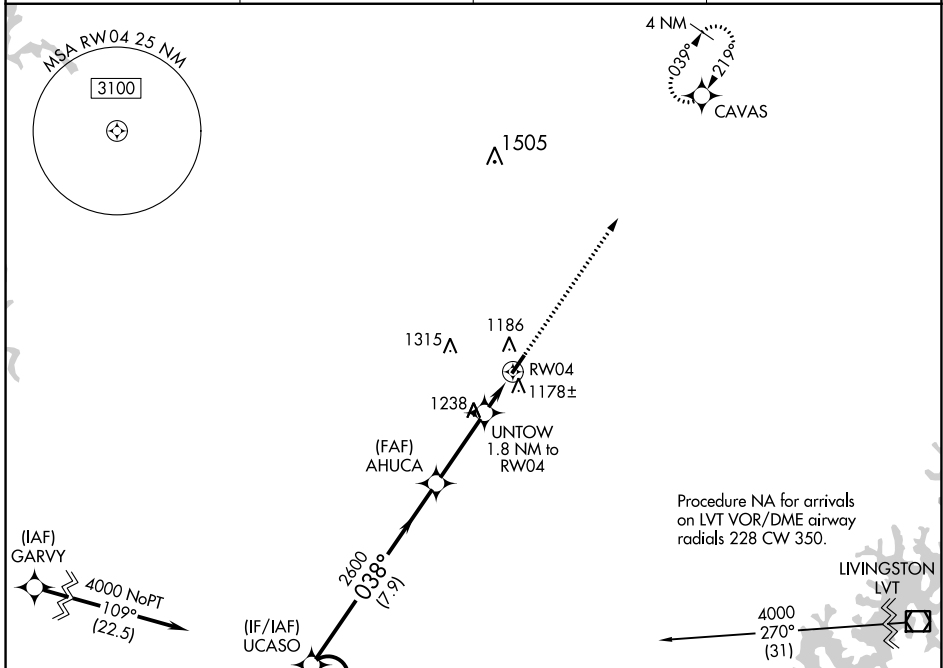 MSA RW04 25 NM
3100
4 NM
039°
219°
CAVAS
1505
1315
1186
RW04
1178±
1238
UNTOW
1.8 NM to
RW04
(FAF)
AHUCA
2600
038°
(7.9)
(IAF)
GARVY
4000 NoPT
109°
(22.5)
(IF/IAF)
UCASO
Procedure NA for arrivals
on LVT VOR/DME airway
radials 228 CW 350.
LIVINGSTON
LVT
4000
270°
(31)